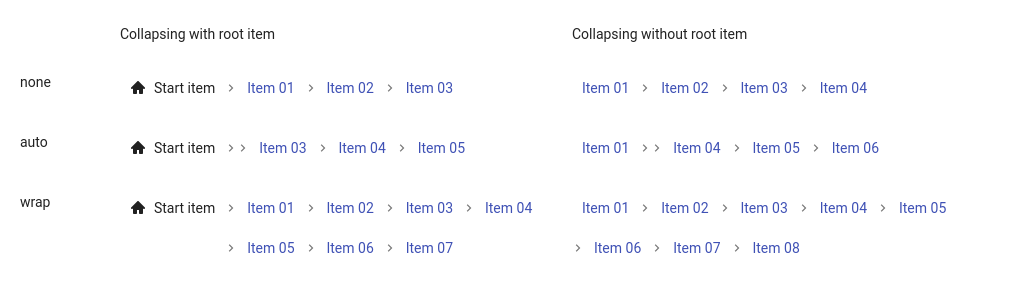 Collapsing with root item Collapsing without root item
none Start item > Item 01 > Item 02 > Item 03 Item 01 > Item 02 > Item 03 > Item 04
auto Start item > > Item 03 > Item 04 > Item 05 Item 01 > > Item 04 > Item 05 > Item 06
wrap Start item > Item 01 > Item 02 > Item 03 > Item 04 Item 01 > Item 02 > Item 03 > Item 04 > Item 05
> Item 05 > Item 06 > Item 07 > Item 06 > Item 07 > Item 08